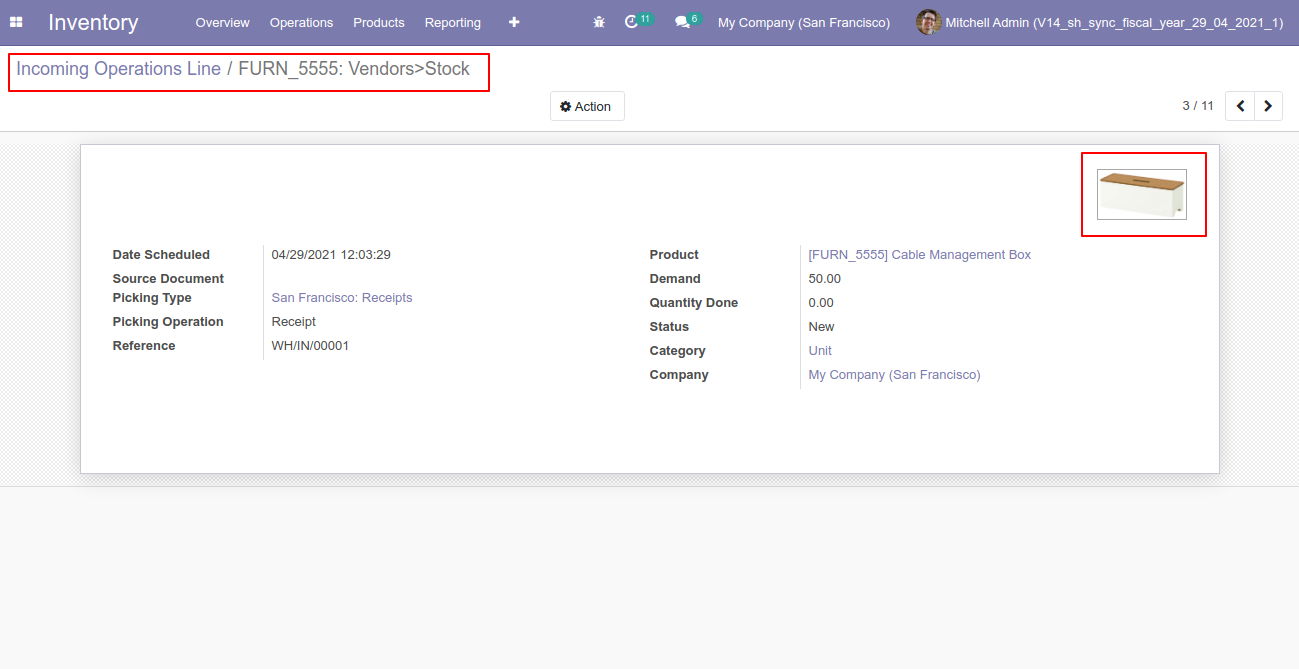 Inventory Overview Operations Products Reporting 11 6 My Company (San Francisco) Mitchell Admin (V14_sh_sync_fiscal_year_29_04_2021_1)
Incoming Operations Line / FURN_5555: Vendors>Stock
Action 3 / 11
Date Scheduled 04/29/2021 12:03:29
Source Document
Picking Type San Francisco: Receipts
Picking Operation Receipt
Reference WH/IN/00001
Product [FURN_5555] Cable Management Box
Demand 50.00
Quantity Done 0.00
Status New
Category Unit
Company My Company (San Francisco)